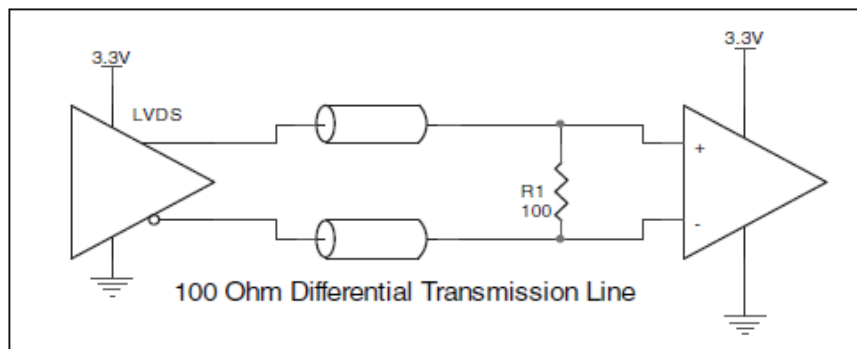 3.3V
3.3V
LVDS
+
R1
100
-
100 Ohm Differential Transmission Line